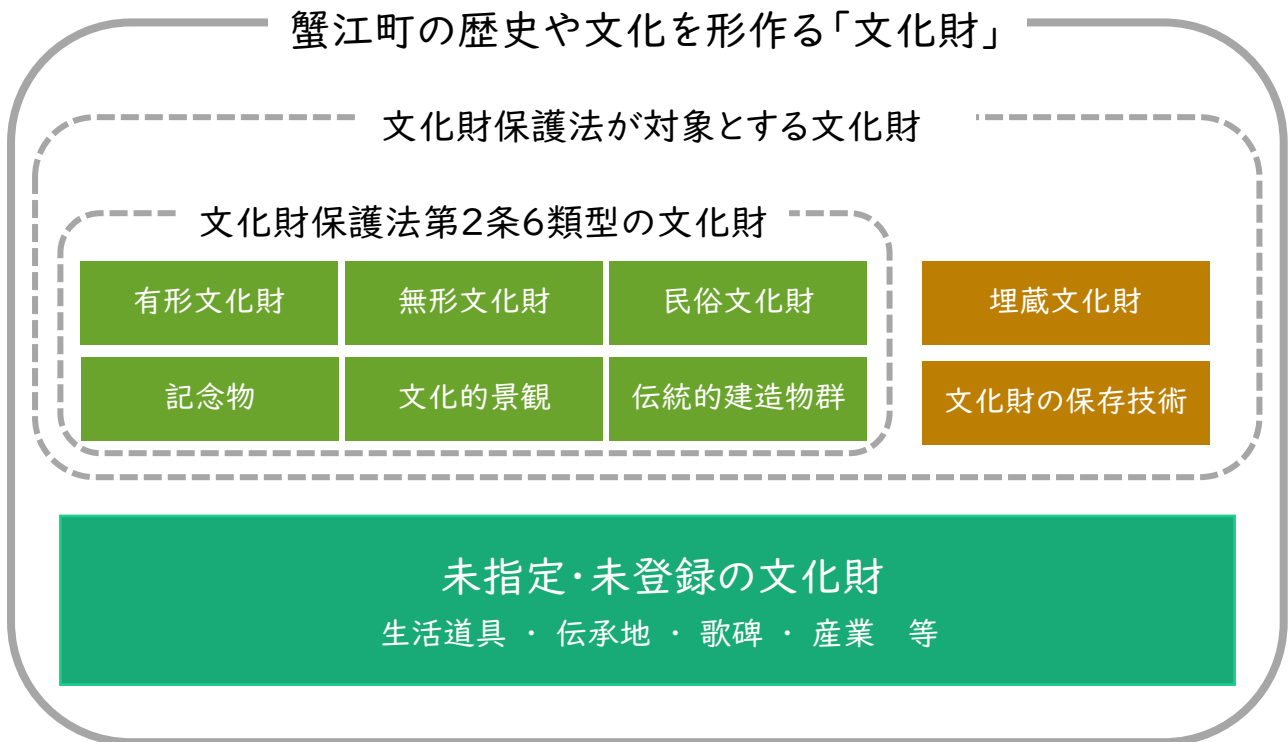 蟹江町の歴史や文化を形作る「文化財」
文化財保護法が対象とする文化財
文化財保護法第2条6類型の文化財
有形文化財
無形文化財
民俗文化財
埋蔵文化財
記念物
文化的景観
伝統的建造物群
文化財の保存技術
未指定・未登録の文化財
生活道具 ・ 伝承地 ・ 歌碑 ・ 産業　等